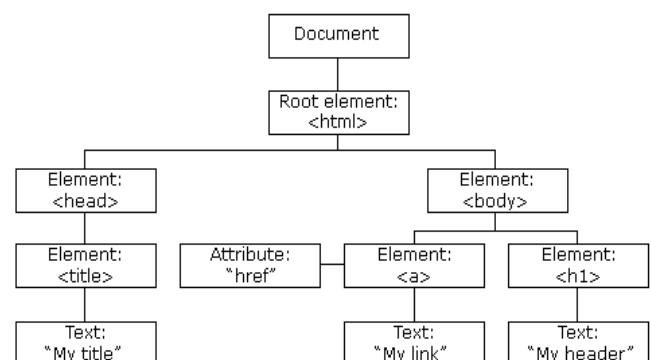 Document
Root element:
<html>
Element:
<head>
Element:
<body>
Element:
<title>
Attribute:
“href”
Element:
<a>
Element:
<h1>
Text:
“My title”
Text:
“My link”
Text:
“My header”